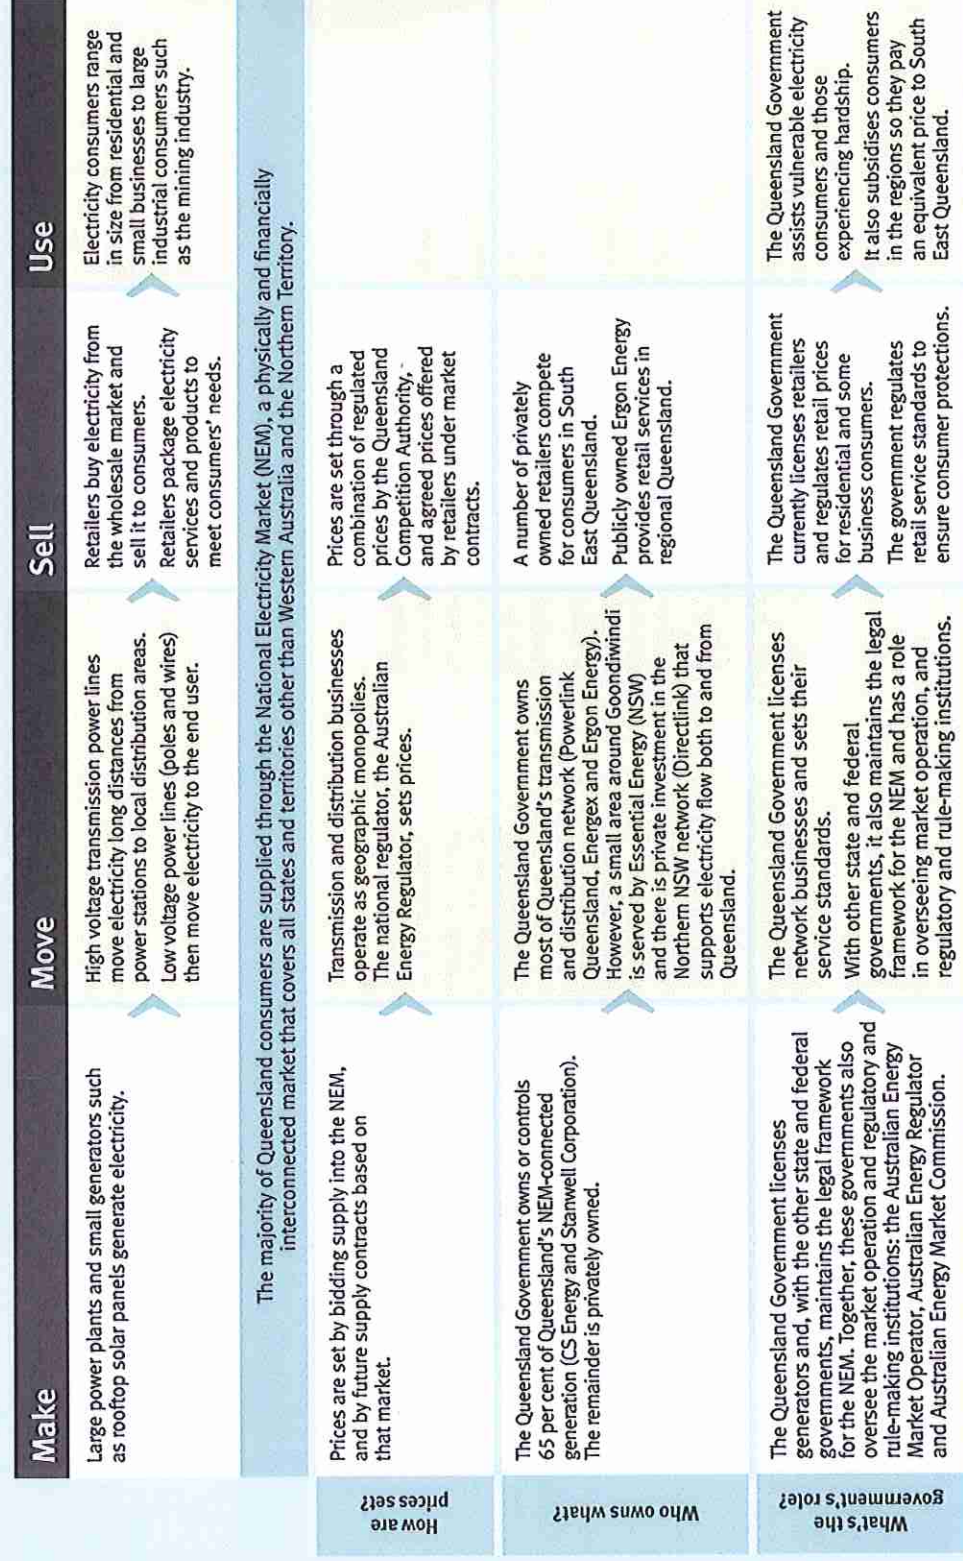 Make
Move
Sell
Use
Large power plants and small generators such
as rooftop solar panels generate electricity.
High voltage transmission power lines
move electricity long distances from
power stations to local distribution areas.
Low voltage power lines (poles and wires)
then move electricity to the end user.
Retailers buy electricity from
the wholesale market and
sell it to consumers.
Retailers package electricity
services and products to
meet consumers' needs.
Electricity consumers range
in size from residential and
small businesses to large
industrial consumers such
as the mining industry.
The majority of Queensland consumers are supplied through the National Electricity Market (NEM), a physically and financially
interconnected market that covers all states and territories other than Western Australia and the Northern Territory.
How are
prices set?
Prices are set by bidding supply into the NEM,
and by future supply contracts based on
that market.
Transmission and distribution businesses
operate as geographic monopolies.
The national regulator, the Australian
Energy Regulator, sets prices.
Prices are set through a
combination of regulated
prices by the Queensland
Competition Authority,
and agreed prices offered
by retailers under market
contracts.
Who owns what?
The Queensland Government owns or controls
65 per cent of Queensland's NEM-connected
generation (CS Energy and Stanwell Corporation).
The remainder is privately owned.
The Queensland Government owns
most of Queensland's transmission
and distribution network (Powerlink
Queensland, Energex and Ergon Energy).
However, a small area around Goondiwindi
is served by Essential Energy (NSW)
and there is private investment in the
Northern NSW network (Directlink) that
supports electricity flow both to and from
Queensland.
A number of privately
owned retailers compete
for consumers in South
East Queensland.
Publicly owned Ergon Energy
provides retail services in
regional Queensland.
What's the
government's role?
The Queensland Government licenses
generators and, with the other state and federal
governments, maintains the legal framework
for the NEM. Together, these governments also
oversee the market operation and regulatory and
rule-making institutions: the Australian Energy
Market Operator, Australian Energy Regulator
and Australian Energy Market Commission.
The Queensland Government licenses
network businesses and sets their
service standards.
With other state and federal
governments, it also maintains the legal
framework for the NEM and has a role
in overseeing market operation, and
regulatory and rule-making institutions.
The Queensland Government
currently licenses retailers
and regulates retail prices
for residential and some
business consumers.
The government regulates
retail service standards to
ensure consumer protections.
The Queensland Government
assists vulnerable electricity
consumers and those
experiencing hardship.
It also subsidises consumers
in the regions so they pay
an equivalent price to South
East Queensland.